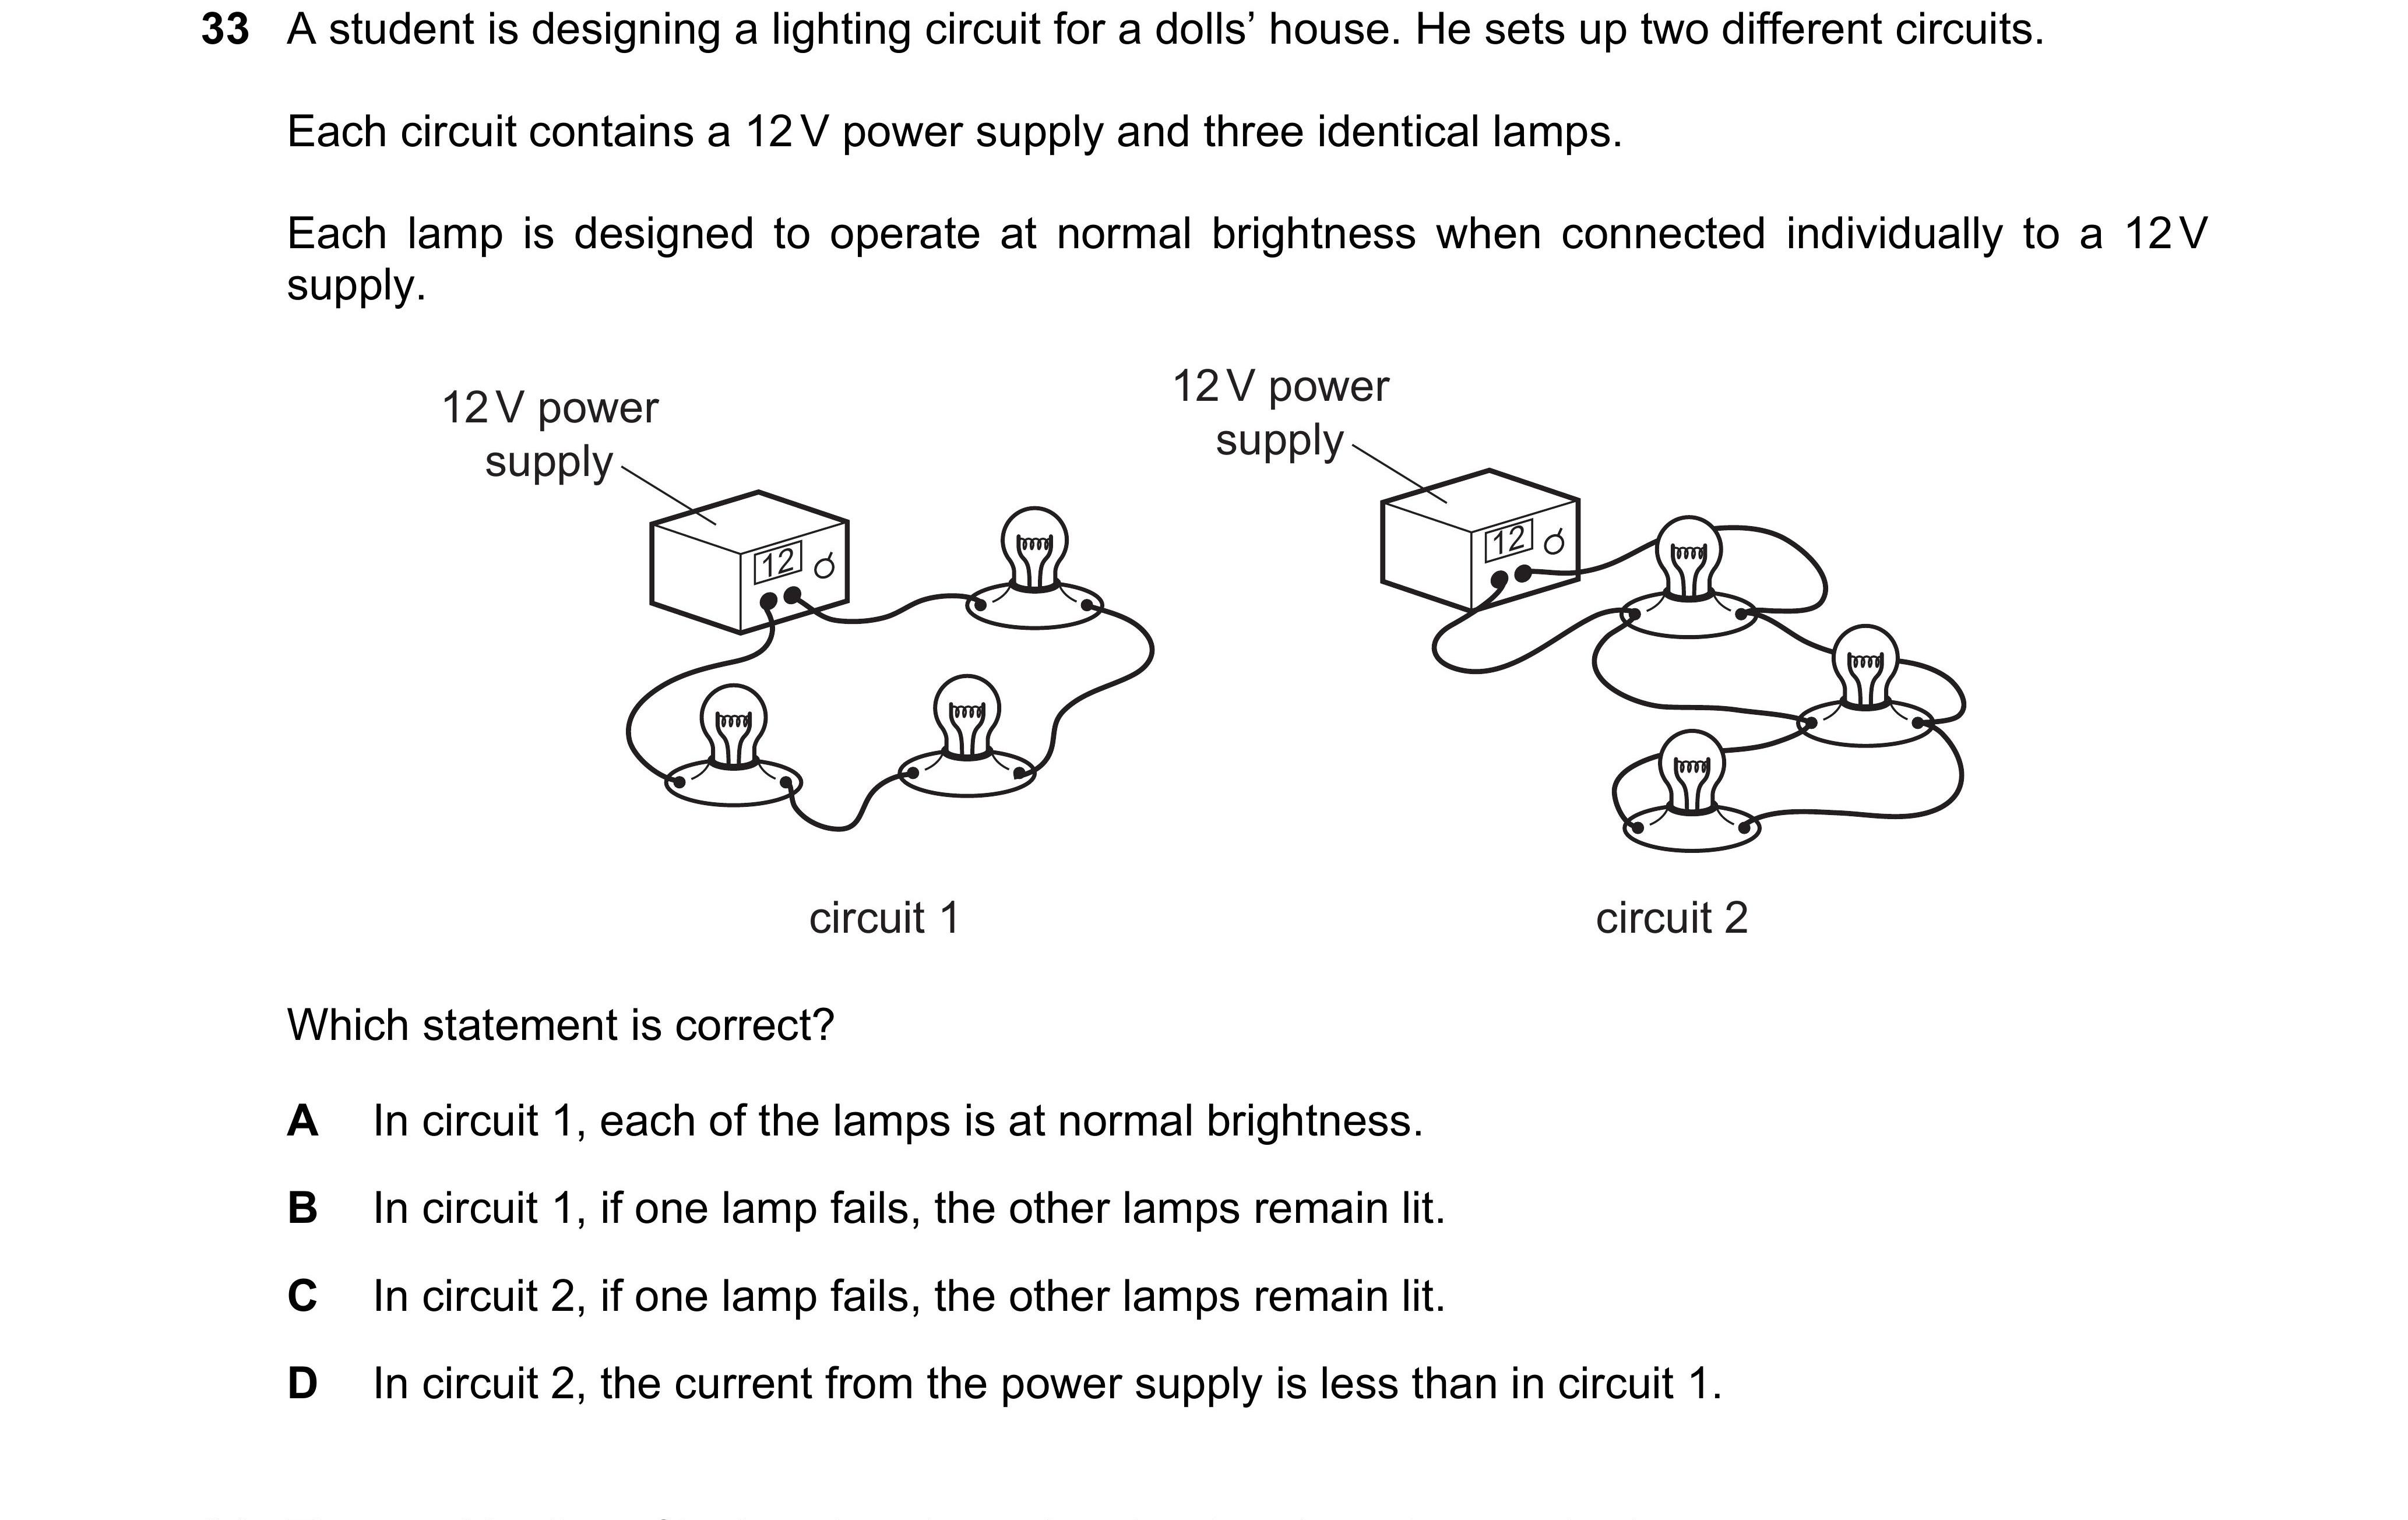 33 A student is designing a lighting circuit for a dolls’ house. He sets up two different circuits.
Each circuit contains a 12 V power supply and three identical lamps.
Each lamp is designed to operate at normal brightness when connected individually to a 12 V
supply.
12 V power
supply
12 V power
supply
12
12
circuit 1
circuit 2
Which statement is correct?
A In circuit 1, each of the lamps is at normal brightness.
B In circuit 1, if one lamp fails, the other lamps remain lit.
C In circuit 2, if one lamp fails, the other lamps remain lit.
D In circuit 2, the current from the power supply is less than in circuit 1.